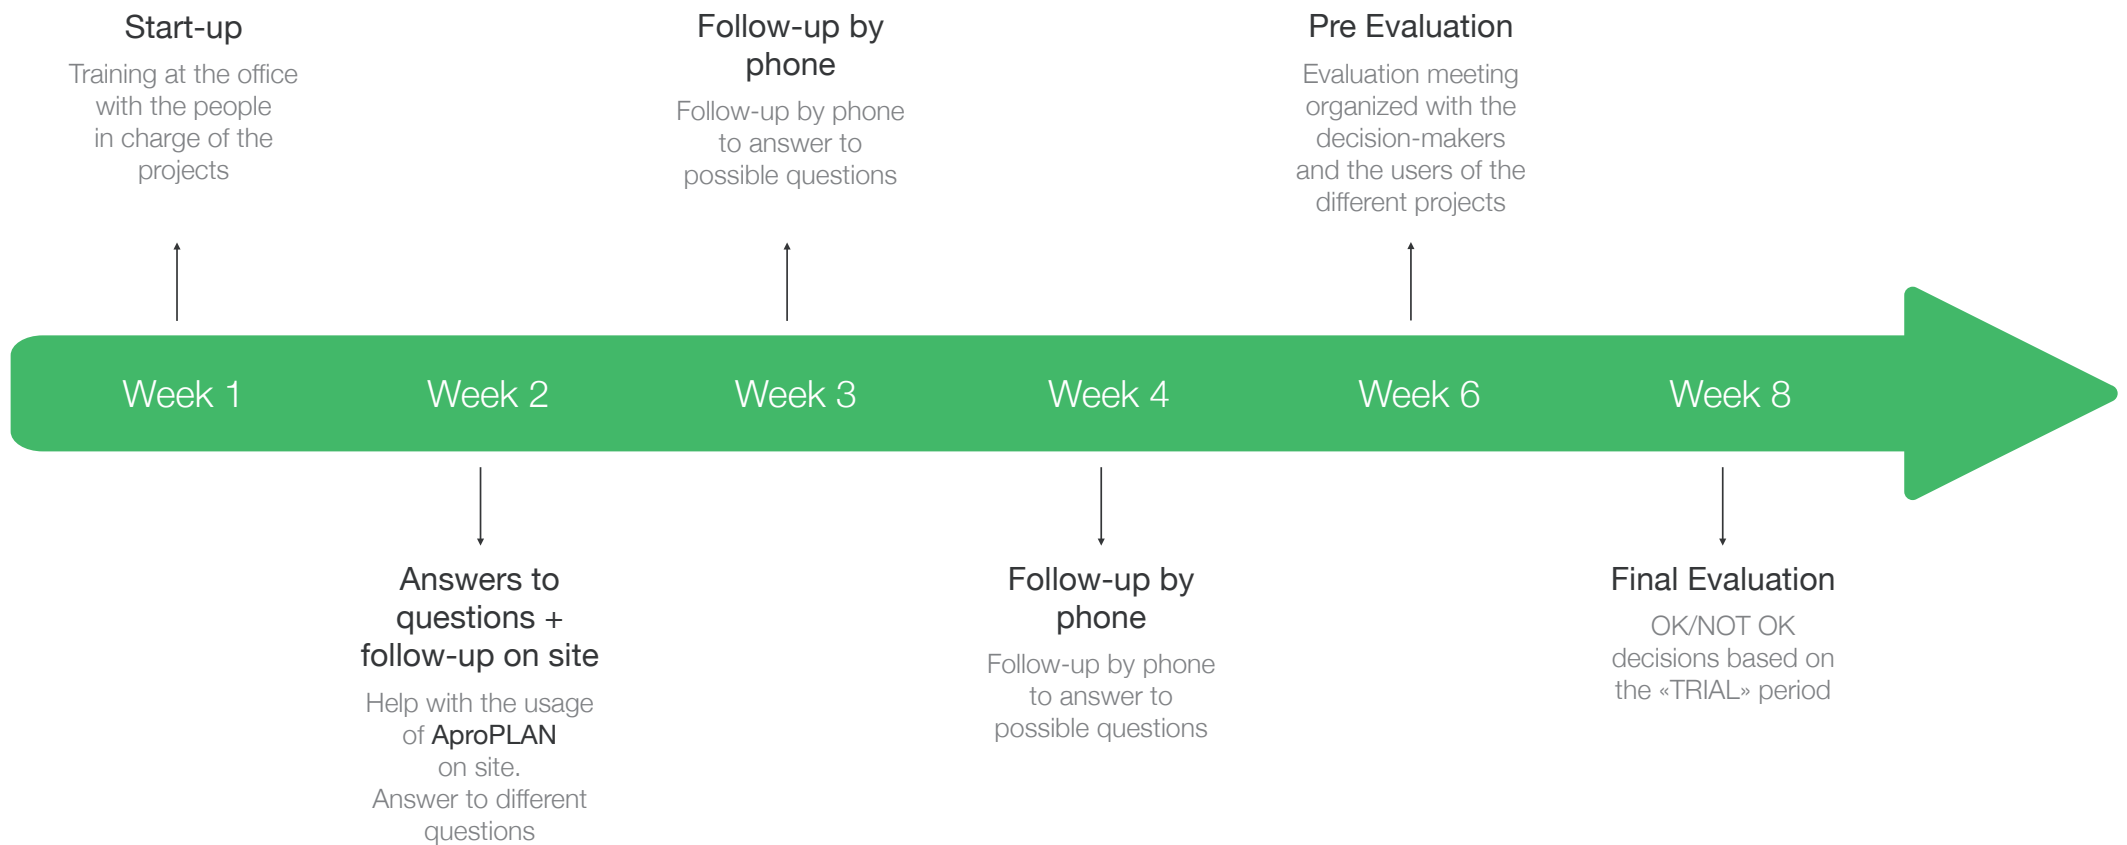 Start-up
Training at the office
with the people
in charge of the
projects
Follow-up by
phone
Follow-up by phone
to answer to
possible questions
Pre Evaluation
Evaluation meeting
organized with the
decision-makers
and the users of the
different projects
Week 1
Week 2
Week 3
Week 4
Week 6
Week 8
Answers to
questions +
follow-up on site
Help with the usage
of AproPLAN
on site.
Answer to different
questions
Follow-up by
phone
Follow-up by phone
to answer to
possible questions
Final Evaluation
OK/NOT OK
decisions based on
the «TRIAL» period